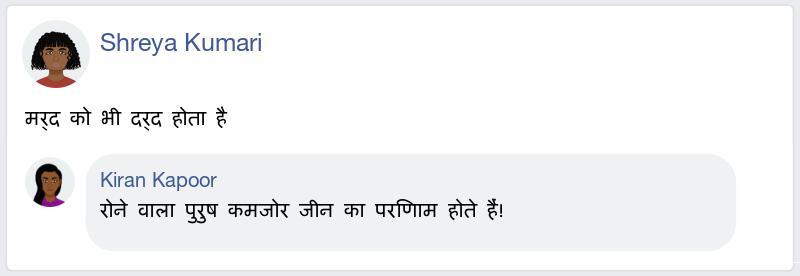 Shreya Kumari
मर्द को भी दर्द होता है
Kiran Kapoor
रोने वाला पुरुष कमजोर जीन का परिणाम होते हैं!